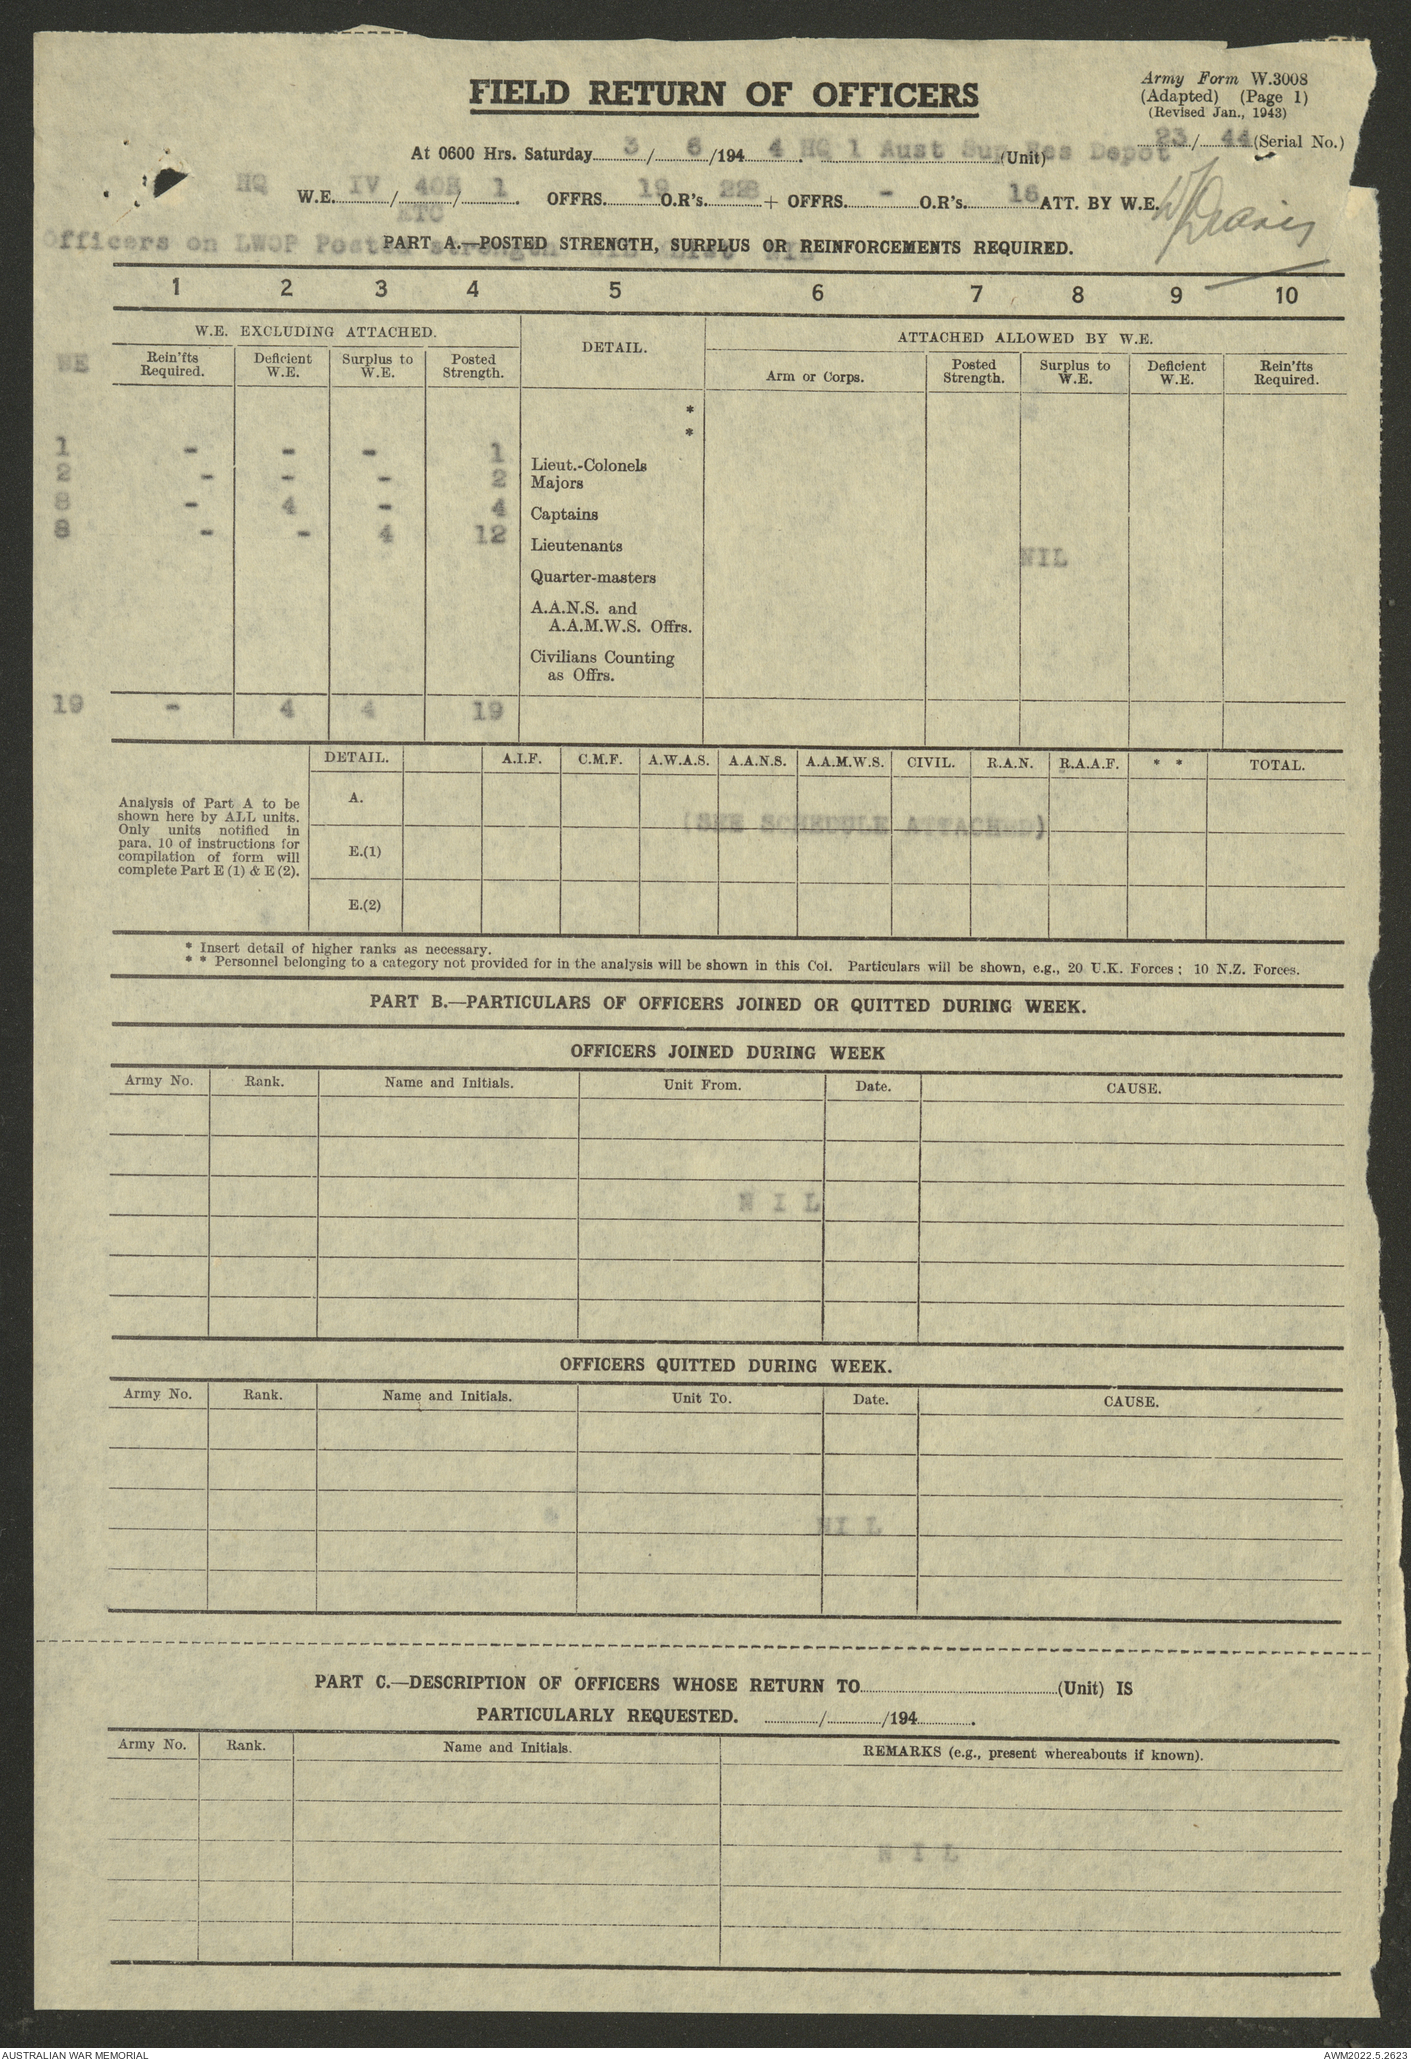 Army Form W.3008
FIELD RETURN OF OFFICERS
(Adapted) (Page 1)
(Revised Jan., 1943)
At 0600 Hrs. Saturday 3 / 6 /194 4 HQ 1 Aust Sup Res Depot (Unit) 23 / 44 (Serial No.)
HQ
W.E. IV / 40B / 1 . OFFRS. 19 O.R's. 228 + OFFRS. - O.R's. 16 ATT. BY W.E.
Officers on LWOP Posted strength NIL NIL
PART A.—POSTED STRENGTH, SURPLUS OR REINFORCEMENTS REQUIRED.
1 2 3 4 5 6 7 8 9 10
W.E. EXCLUDING ATTACHED. DETAIL. ATTACHED ALLOWED BY W.E.
WE Rein'fts Required. Deficient W.E. Surplus to W.E. Posted Strength. Arm or Corps. Posted Strength. Surplus to W.E. Deficient W.E. Rein'fts Required.
*
*
1 - - - 1 Lieut.-Colonels
2 - - - 2 Majors
8 - 4 - 4 Captains
8 - - 4 12 Lieutenants
NIL
Quarter-masters
A.A.N.S. and
A.A.M.W.S. Offrs.
Civilians Counting
as Offrs.
19 - 4 4 19
DETAIL. A.I.F. C.M.F. A.W.A.S. A.A.N.S. A.A.M.W.S. CIVIL. R.A.N. R.A.A.F. * * TOTAL.
Analysis of Part A to be
shown here by ALL units.
Only units notified in
para. 10 of instructions for
compilation of form will
complete Part E (1) & E (2).
A.
(SEE SCHEDULE ATTACHED)
E.(1)
E.(2)
* Insert detail of higher ranks as necessary.
* * Personnel belonging to a category not provided for in the analysis will be shown in this Col. Particulars will be shown, e.g., 20 U.K. Forces; 10 N.Z. Forces.
PART B.—PARTICULARS OF OFFICERS JOINED OR QUITTED DURING WEEK.
OFFICERS JOINED DURING WEEK
Army No. Rank. Name and Initials. Unit From. Date. CAUSE.
N I L
OFFICERS QUITTED DURING WEEK.
Army No. Rank. Name and Initials. Unit To. Date. CAUSE.
NI L
PART C.—DESCRIPTION OF OFFICERS WHOSE RETURN TO (Unit) IS
PARTICULARLY REQUESTED. / /194 .
Army No. Rank. Name and Initials. REMARKS (e.g., present whereabouts if known).
N I L
AUSTRALIAN WAR MEMORIAL AWM2022.5.2623